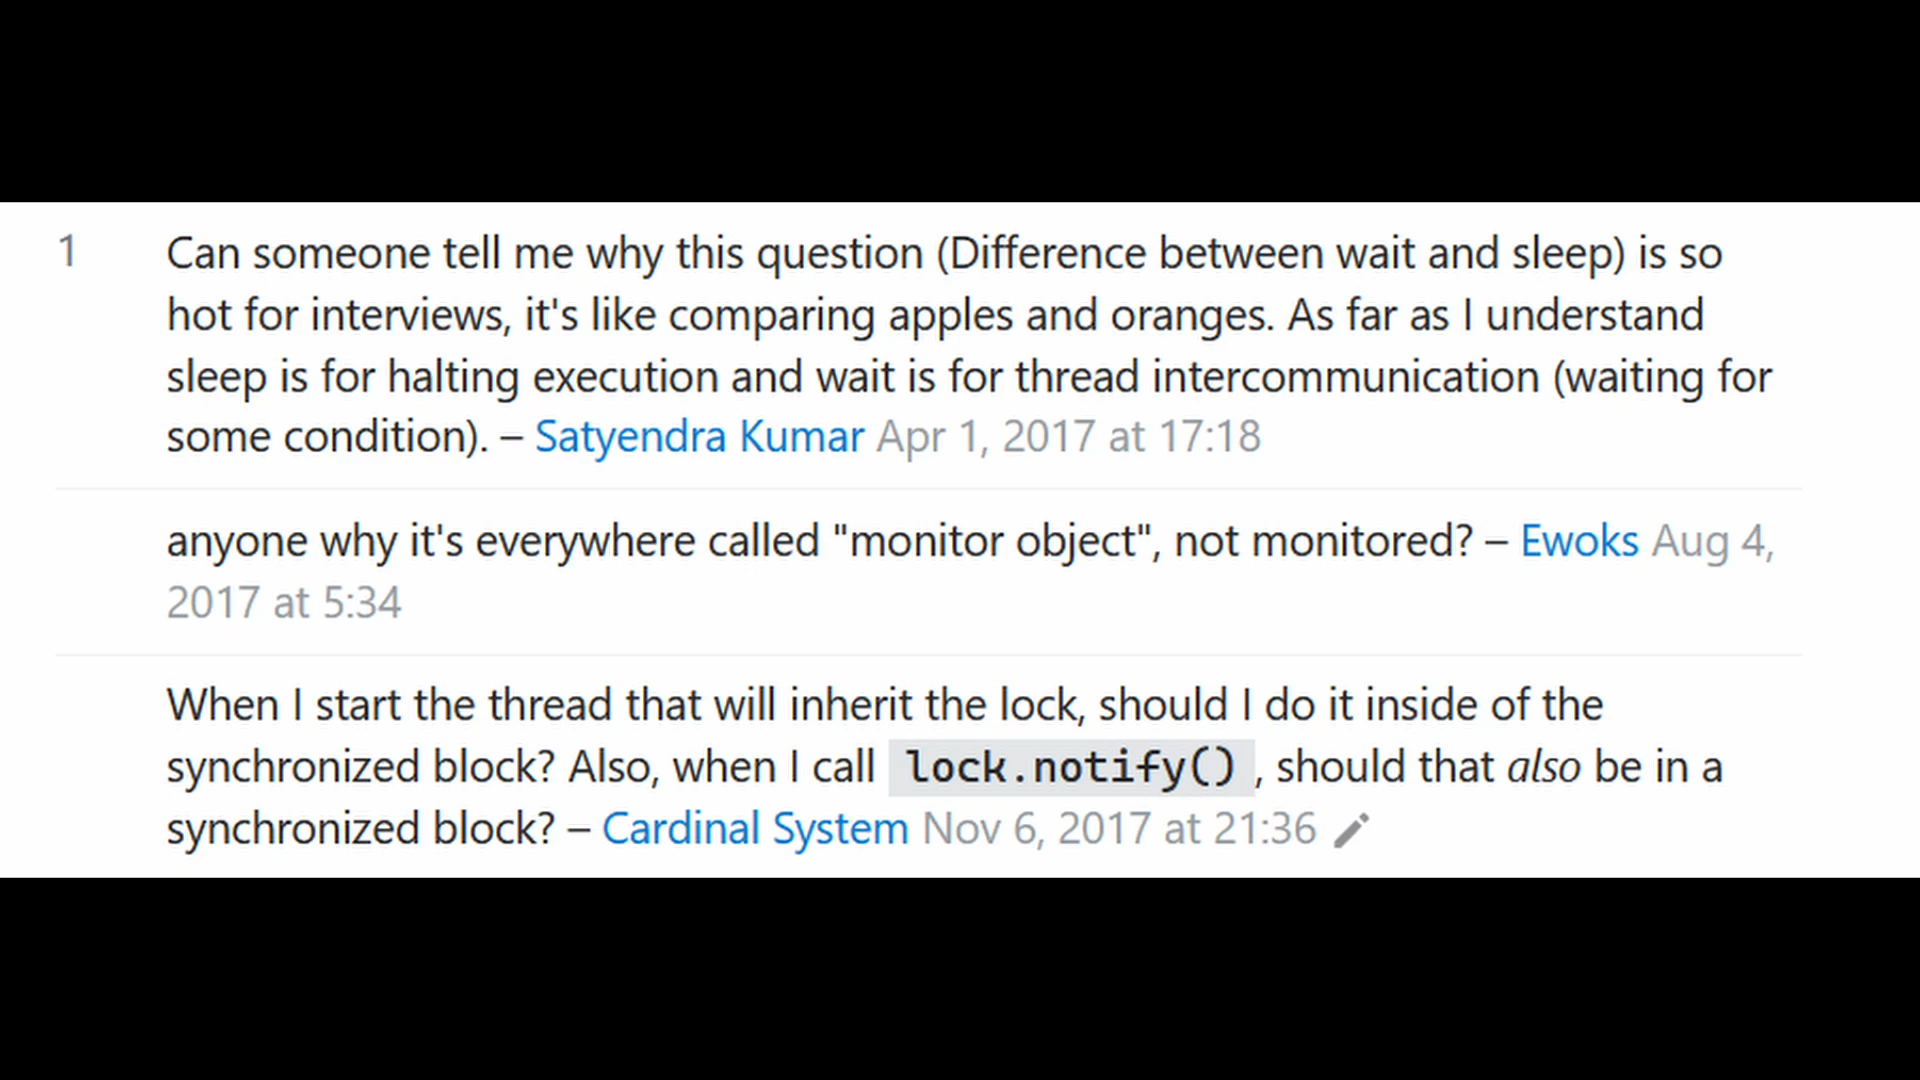 1
Can someone tell me why this question (Difference between wait and sleep) is so
hot for interviews, it's like comparing apples and oranges. As far as I understand
sleep is for halting execution and wait is for thread intercommunication (waiting for
some condition). – Satyendra Kumar Apr 1, 2017 at 17:18
anyone why it's everywhere called "monitor object", not monitored? – Ewoks Aug 4,
2017 at 5:34
When I start the thread that will inherit the lock, should I do it inside of the
synchronized block? Also, when I call lock.notify() , should that also be in a
synchronized block? – Cardinal System Nov 6, 2017 at 21:36